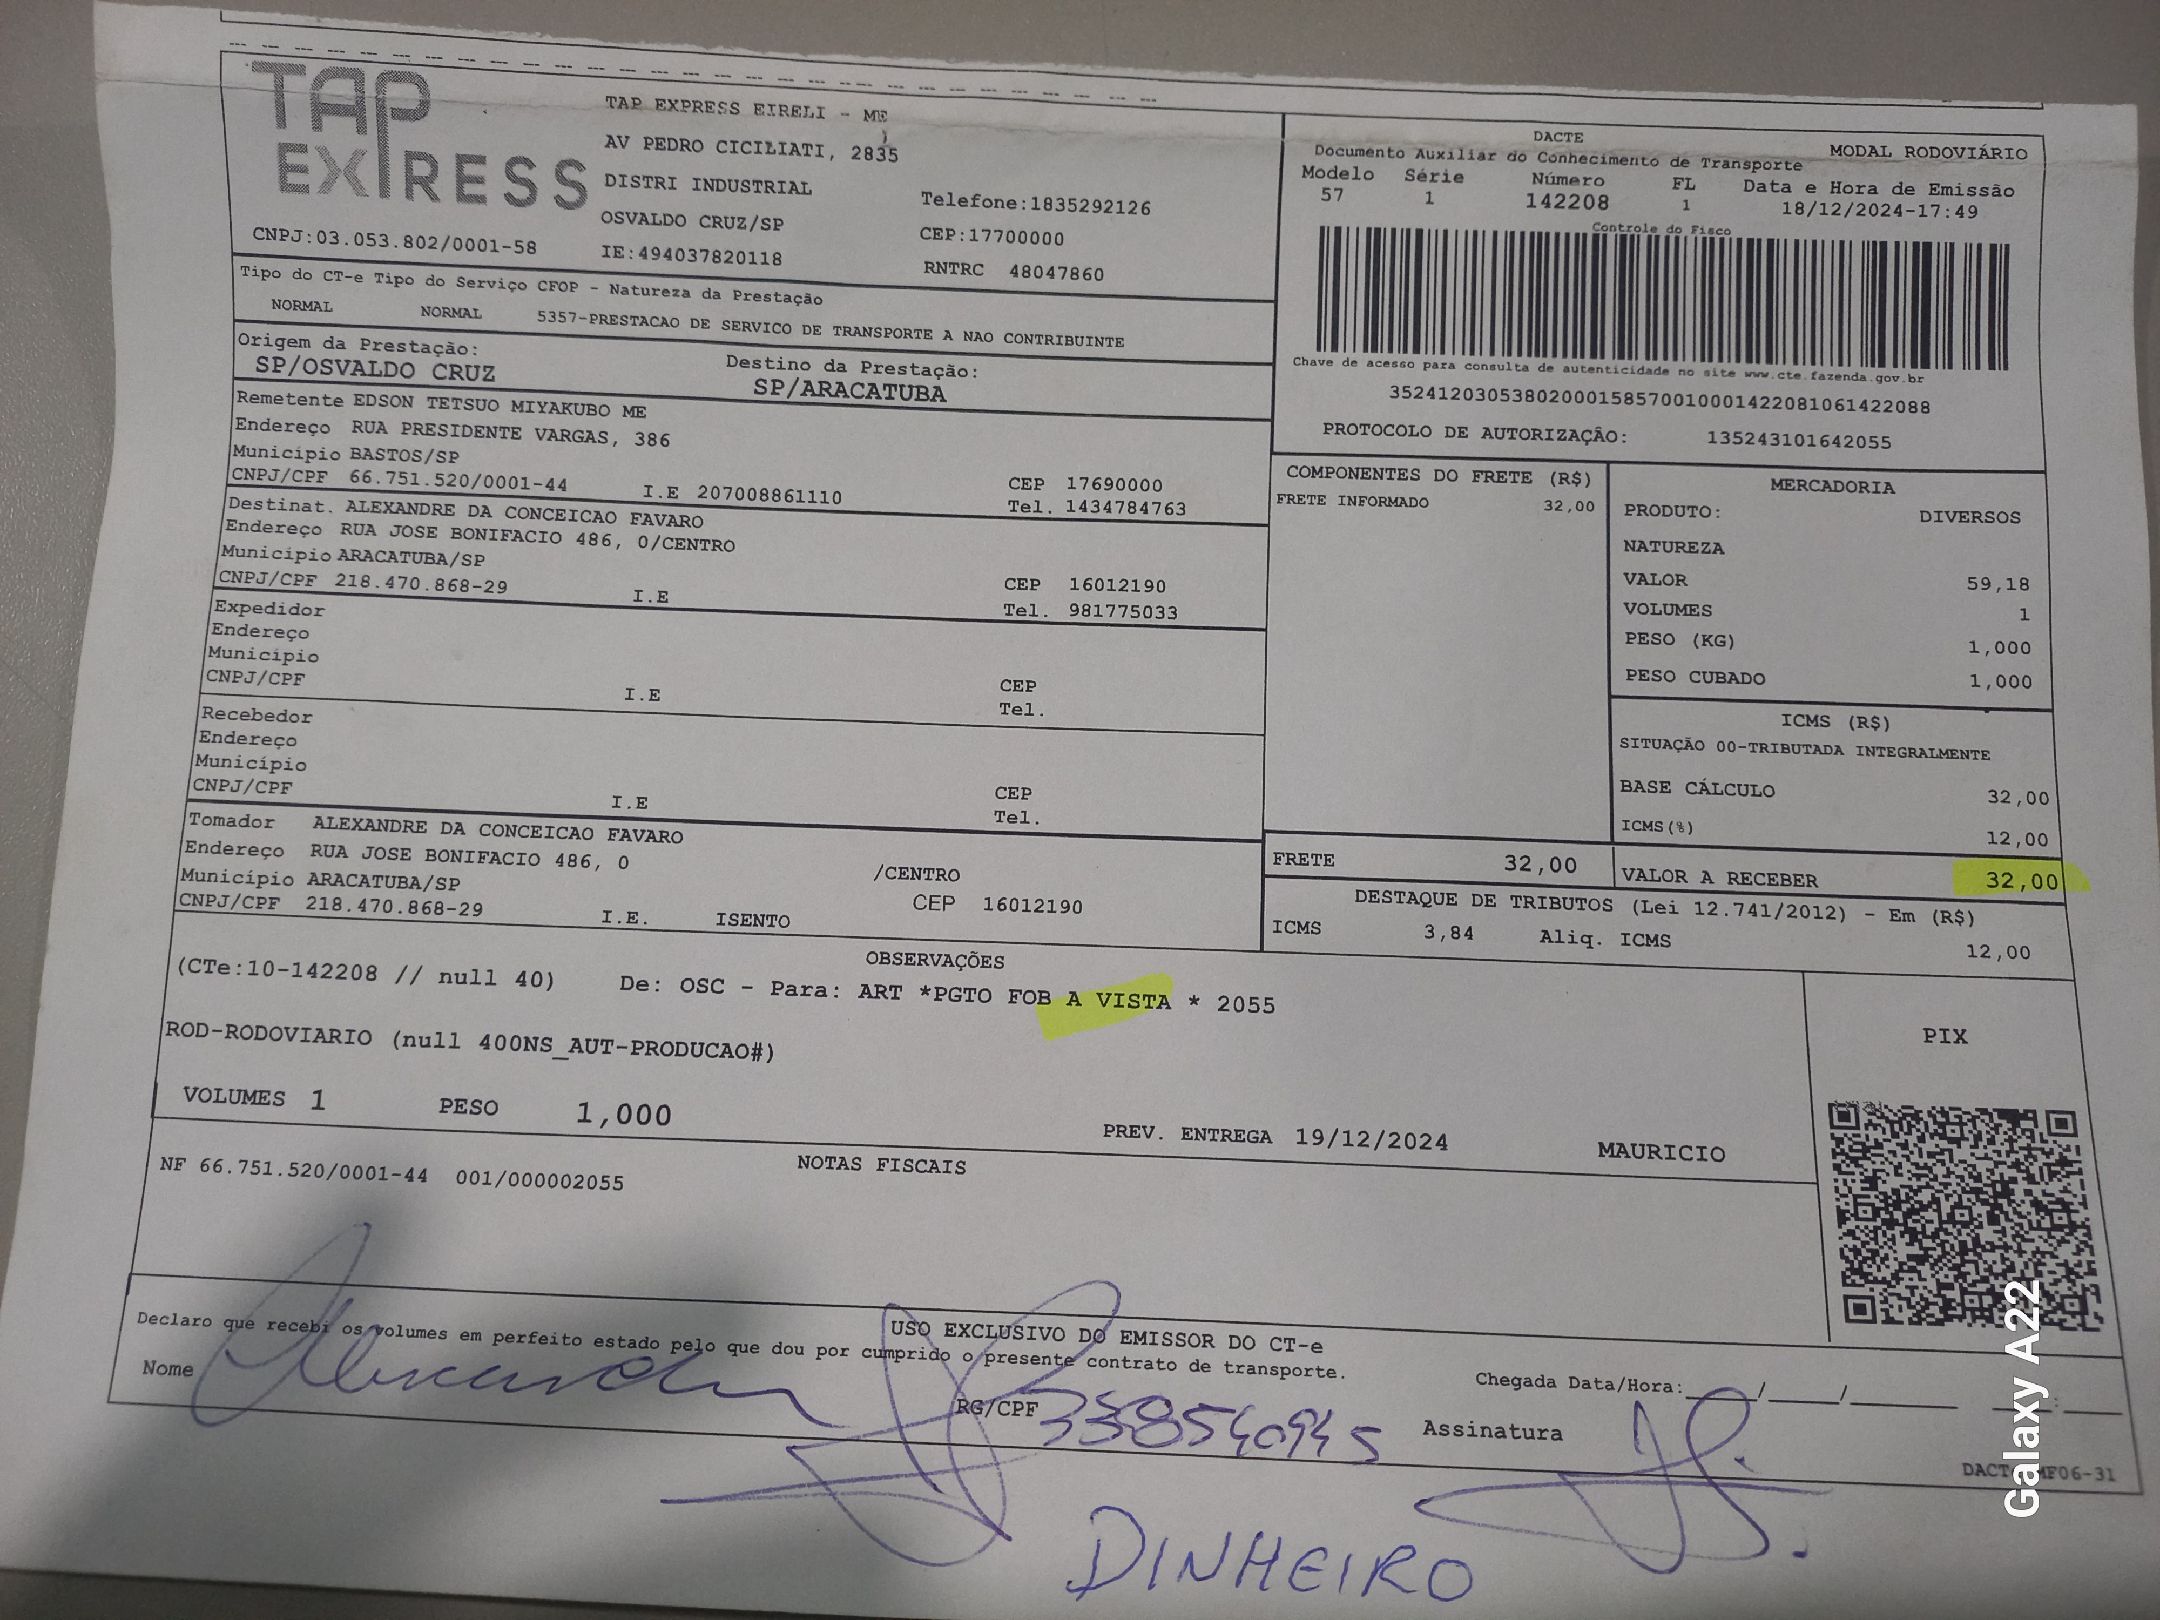 TAP EXPRESS
TAP EXPRESS EIRELI - ME
AV PEDRO CICILIATI, 2835
DISTRI INDUSTRIAL
Telefone:1835292126
OSVALDO CRUZ/SP
CEP:17700000
CNPJ:03.053.802/0001-58
IE:494037820118
RNTRC 48047860
DACTE
Documento Auxiliar do Conhecimento de Transporte
MODAL RODOVIÁRIO
Modelo Série Número FL Data e Hora de Emissão
57 1 142208 1 18/12/2024-17:49
Controle do Fisco
Chave de acesso para consulta de autenticidade no site www.cte.fazenda.gov.br
35241203053802000158570010001422081061422088
PROTOCOLO DE AUTORIZAÇÃO: 135243101642055
Tipo do CT-e Tipo do Serviço CFOP - Natureza da Prestação
NORMAL NORMAL 5357-PRESTACAO DE SERVICO DE TRANSPORTE A NAO CONTRIBUINTE
Origem da Prestação: Destino da Prestação:
SP/OSVALDO CRUZ SP/ARACATUBA
Remetente EDSON TETSUO MIYAKUBO ME
Endereço RUA PRESIDENTE VARGAS, 386
Município BASTOS/SP CEP 17690000
CNPJ/CPF 66.751.520/0001-44 I.E 207008861110 Tel. 1434784763
Destinat. ALEXANDRE DA CONCEICAO FAVARO
Endereço RUA JOSE BONIFACIO 486, 0/CENTRO
Município ARACATUBA/SP CEP 16012190
CNPJ/CPF 218.470.868-29 I.E Tel. 981775033
Expedidor
Endereço
Município CEP
CNPJ/CPF I.E Tel.
Recebedor
Endereço
Município CEP
CNPJ/CPF I.E Tel.
Tomador ALEXANDRE DA CONCEICAO FAVARO
Endereço RUA JOSE BONIFACIO 486, 0 /CENTRO
Município ARACATUBA/SP CEP 16012190
CNPJ/CPF 218.470.868-29 I.E. ISENTO
COMPONENTES DO FRETE (R$)
FRETE INFORMADO 32,00
MERCADORIA
PRODUTO: DIVERSOS
NATUREZA
VALOR 59,18
VOLUMES 1
PESO (KG) 1,000
PESO CUBADO 1,000
ICMS (R$)
SITUAÇÃO 00-TRIBUTADA INTEGRALMENTE
BASE CÁLCULO 32,00
ICMS(%) 12,00
FRETE 32,00 VALOR A RECEBER 32,00
DESTAQUE DE TRIBUTOS (Lei 12.741/2012) - Em (R$)
ICMS 3,84 Aliq. ICMS 12,00
OBSERVAÇÕES
(CTe:10-142208 // null 40) De: OSC - Para: ART *PGTO FOB A VISTA * 2055
ROD-RODOVIARIO (null 400NS_AUT-PRODUCAO#)
PIX
VOLUMES 1 PESO 1,000
PREV. ENTREGA 19/12/2024 MAURICIO
NOTAS FISCAIS
NF 66.751.520/0001-44 001/000002055
USO EXCLUSIVO DO EMISSOR DO CT-e
Declaro que recebi os volumes em perfeito estado pelo que dou por cumprido o presente contrato de transporte.
Nome
RG/CPF 338540945
Chegada Data/Hora:____/____/____ __:____
Assinatura
DINHEIRO
Galaxy A22